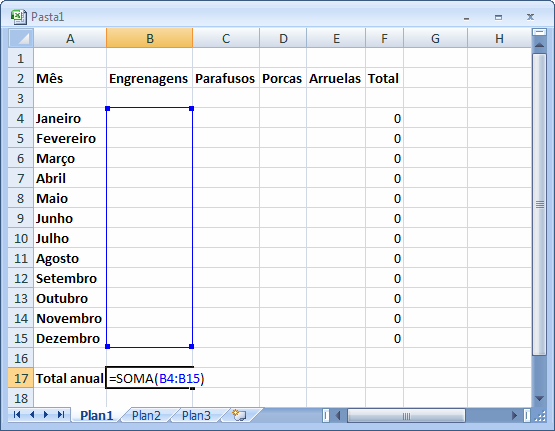 Pasta1
A B C D E F G H
1
2 Mês Engrenagens Parafusos Porcas Arruelas Total
3
4 Janeiro 0
5 Fevereiro 0
6 Março 0
7 Abril 0
8 Maio 0
9 Junho 0
10 Julho 0
11 Agosto 0
12 Setembro 0
13 Outubro 0
14 Novembro 0
15 Dezembro 0
16
17 Total anual =SOMA(B4:B15)
18
Plan1 Plan2 Plan3